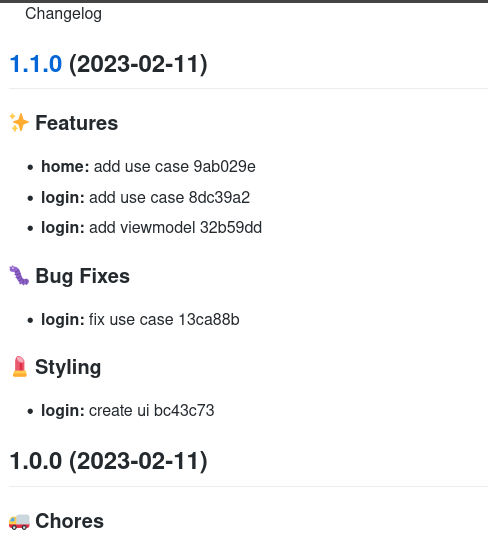 Changelog
1.1.0 (2023-02-11)
✨ Features
• home: add use case 9ab029e
• login: add use case 8dc39a2
• login: add viewmodel 32b59dd
🐛 Bug Fixes
• login: fix use case 13ca88b
💄 Styling
• login: create ui bc43c73
1.0.0 (2023-02-11)
🚚 Chores